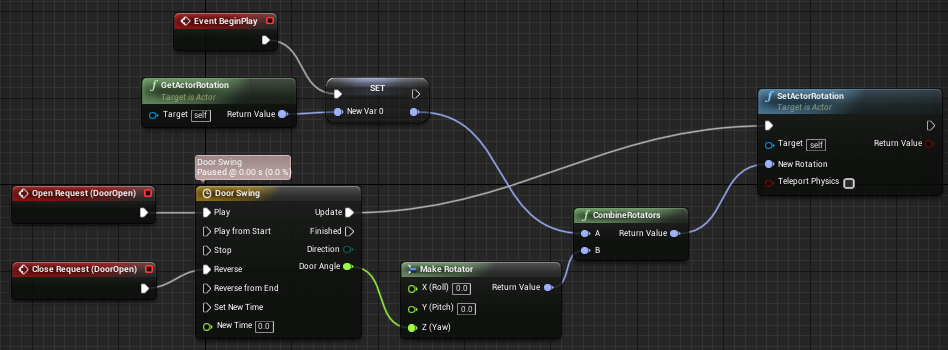 Event BeginPlay
GetActorRotation
Target is Actor
Target self Return Value
SET
New Var 0
SetActorRotation
Target is Actor
Target self Return Value
New Rotation
Teleport Physics
Door Swing
Paused @ 0.00 s (0.0 %)
Open Request (DoorOpen)
Close Request (DoorOpen)
Door Swing
Play Update
Play from Start Finished
Stop Direction
Reverse Door Angle
Reverse from End
Set New Time
New Time 0.0
CombineRotators
A Return Value
B
Make Rotator
X (Roll) 0.0 Return Value
Y (Pitch) 0.0
Z (Yaw)